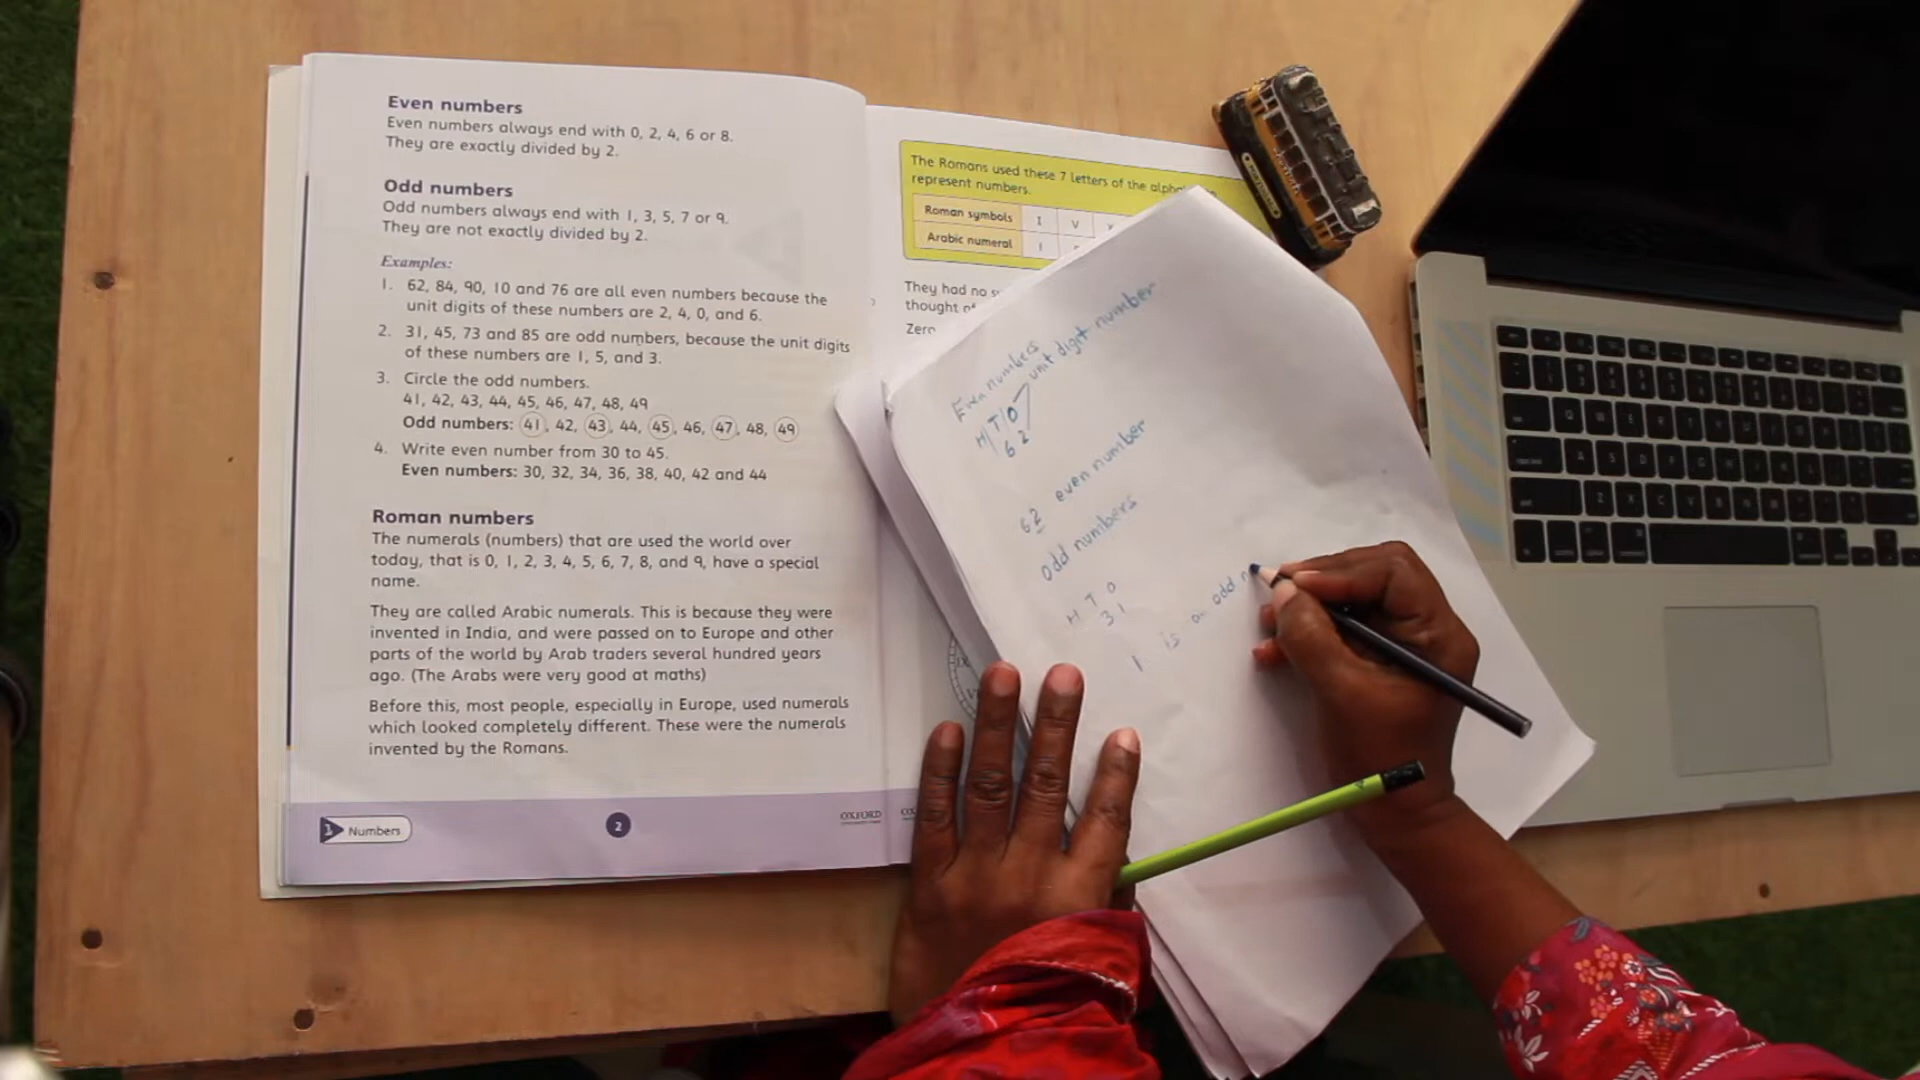 Even numbers
Even numbers always end with 0, 2, 4, 6 or 8.
They are exactly divided by 2.
Odd numbers
Odd numbers always end with 1, 3, 5, 7 or 9.
They are not exactly divided by 2.
Examples:
1. 62, 84, 90, 10 and 76 are all even numbers because the
unit digits of these numbers are 2, 4, 0, and 6.
2. 31, 45, 73 and 85 are odd numbers, because the unit digits
of these numbers are 1, 5, and 3.
3. Circle the odd numbers.
41, 42, 43, 44, 45, 46, 47, 48, 49
Odd numbers: 41, 42, 43, 44, 45, 46, 47, 48, 49
4. Write even number from 30 to 45.
Even numbers: 30, 32, 34, 36, 38, 40, 42 and 44
Roman numbers
The numerals (numbers) that are used the world over
today, that is 0, 1, 2, 3, 4, 5, 6, 7, 8, and 9, have a special
name.
They are called Arabic numerals. This is because they were
invented in India, and were passed on to Europe and other
parts of the world by Arab traders several hundred years
ago. (The Arabs were very good at maths)
Before this, most people, especially in Europe, used numerals
which looked completely different. These were the numerals
invented by the Romans.
1 Numbers
2
OXFORD
The Romans used these 7 letters of the
represent numbers.
Roman symbols I V
Arabic numeral 1
They had no
thought
Zero
Even numbers
unit diget number
H T O
6 2
62 even number
Odd numbers
H T O
3 1
1 is an odd